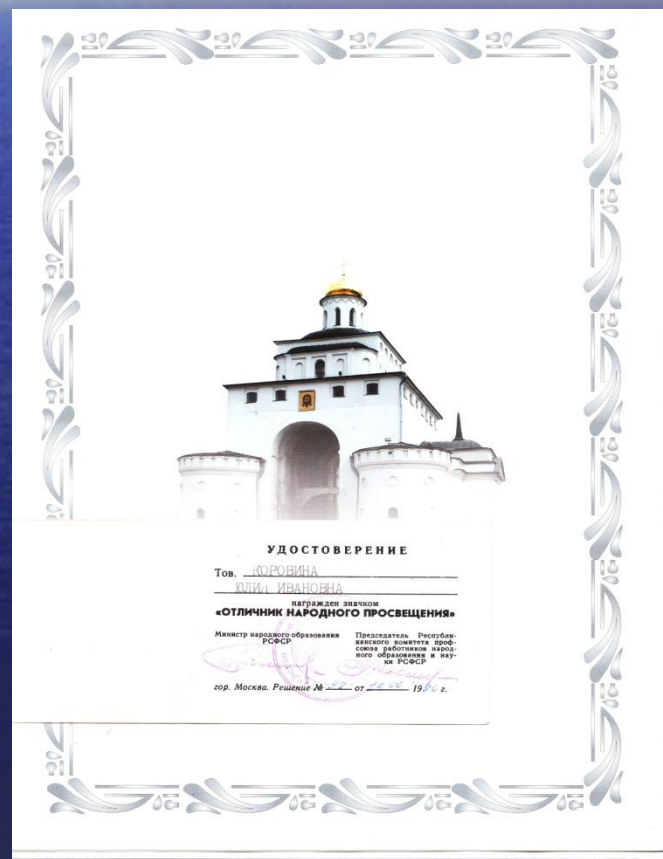 УДОСТОВЕРЕНИЕ
Тов. КОРОВИНА
ЮЛИЯ ИВАНОВНА
награжден значком
«ОТЛИЧНИК НАРОДНОГО ПРОСВЕЩЕНИЯ»
Министр народного образования
РСФСР
Председатель Республи-
канского комитета проф-
союза работников народ-
ного образования и нау-
ки РСФСР
гор. Москва. Решение № от 19 г.